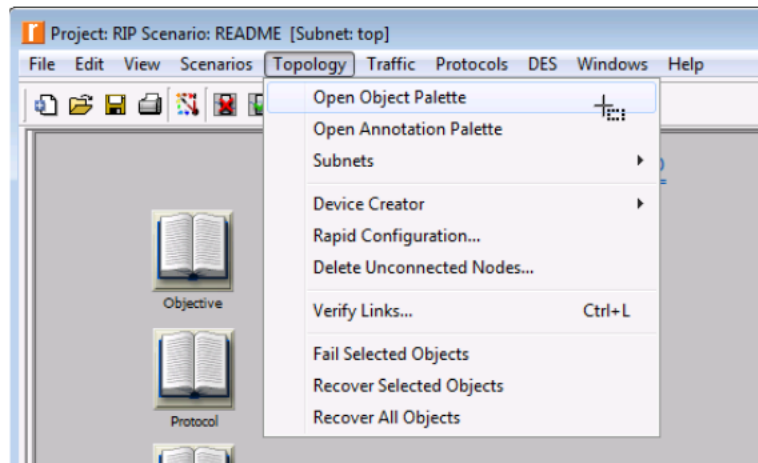 Project: RIP Scenario: README [Subnet: top]
File Edit View Scenarios Topology Traffic Protocols DES Windows Help
Open Object Palette
Open Annotation Palette
Subnets
Device Creator
Rapid Configuration...
Delete Unconnected Nodes...
Verify Links... Ctrl+L
Fail Selected Objects
Recover Selected Objects
Recover All Objects
Objective
Protocol